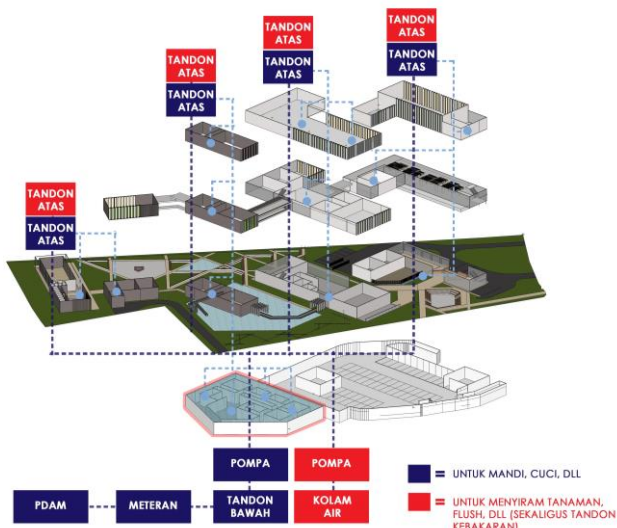 TANDON
ATAS
TANDON
ATAS
TANDON
ATAS
TANDON
ATAS
TANDON
ATAS
TANDON
ATAS
TANDON
ATAS
TANDON
ATAS
POMPA
POMPA
PDAM
METERAN
TANDON
BAWAH
KOLAM
AIR
= UNTUK MANDI, CUCI, DLL
= UNTUK MENYIRAM TANAMAN,
FLUSH, DLL (SEKALIGUS TANDON
KEBAKARAN)